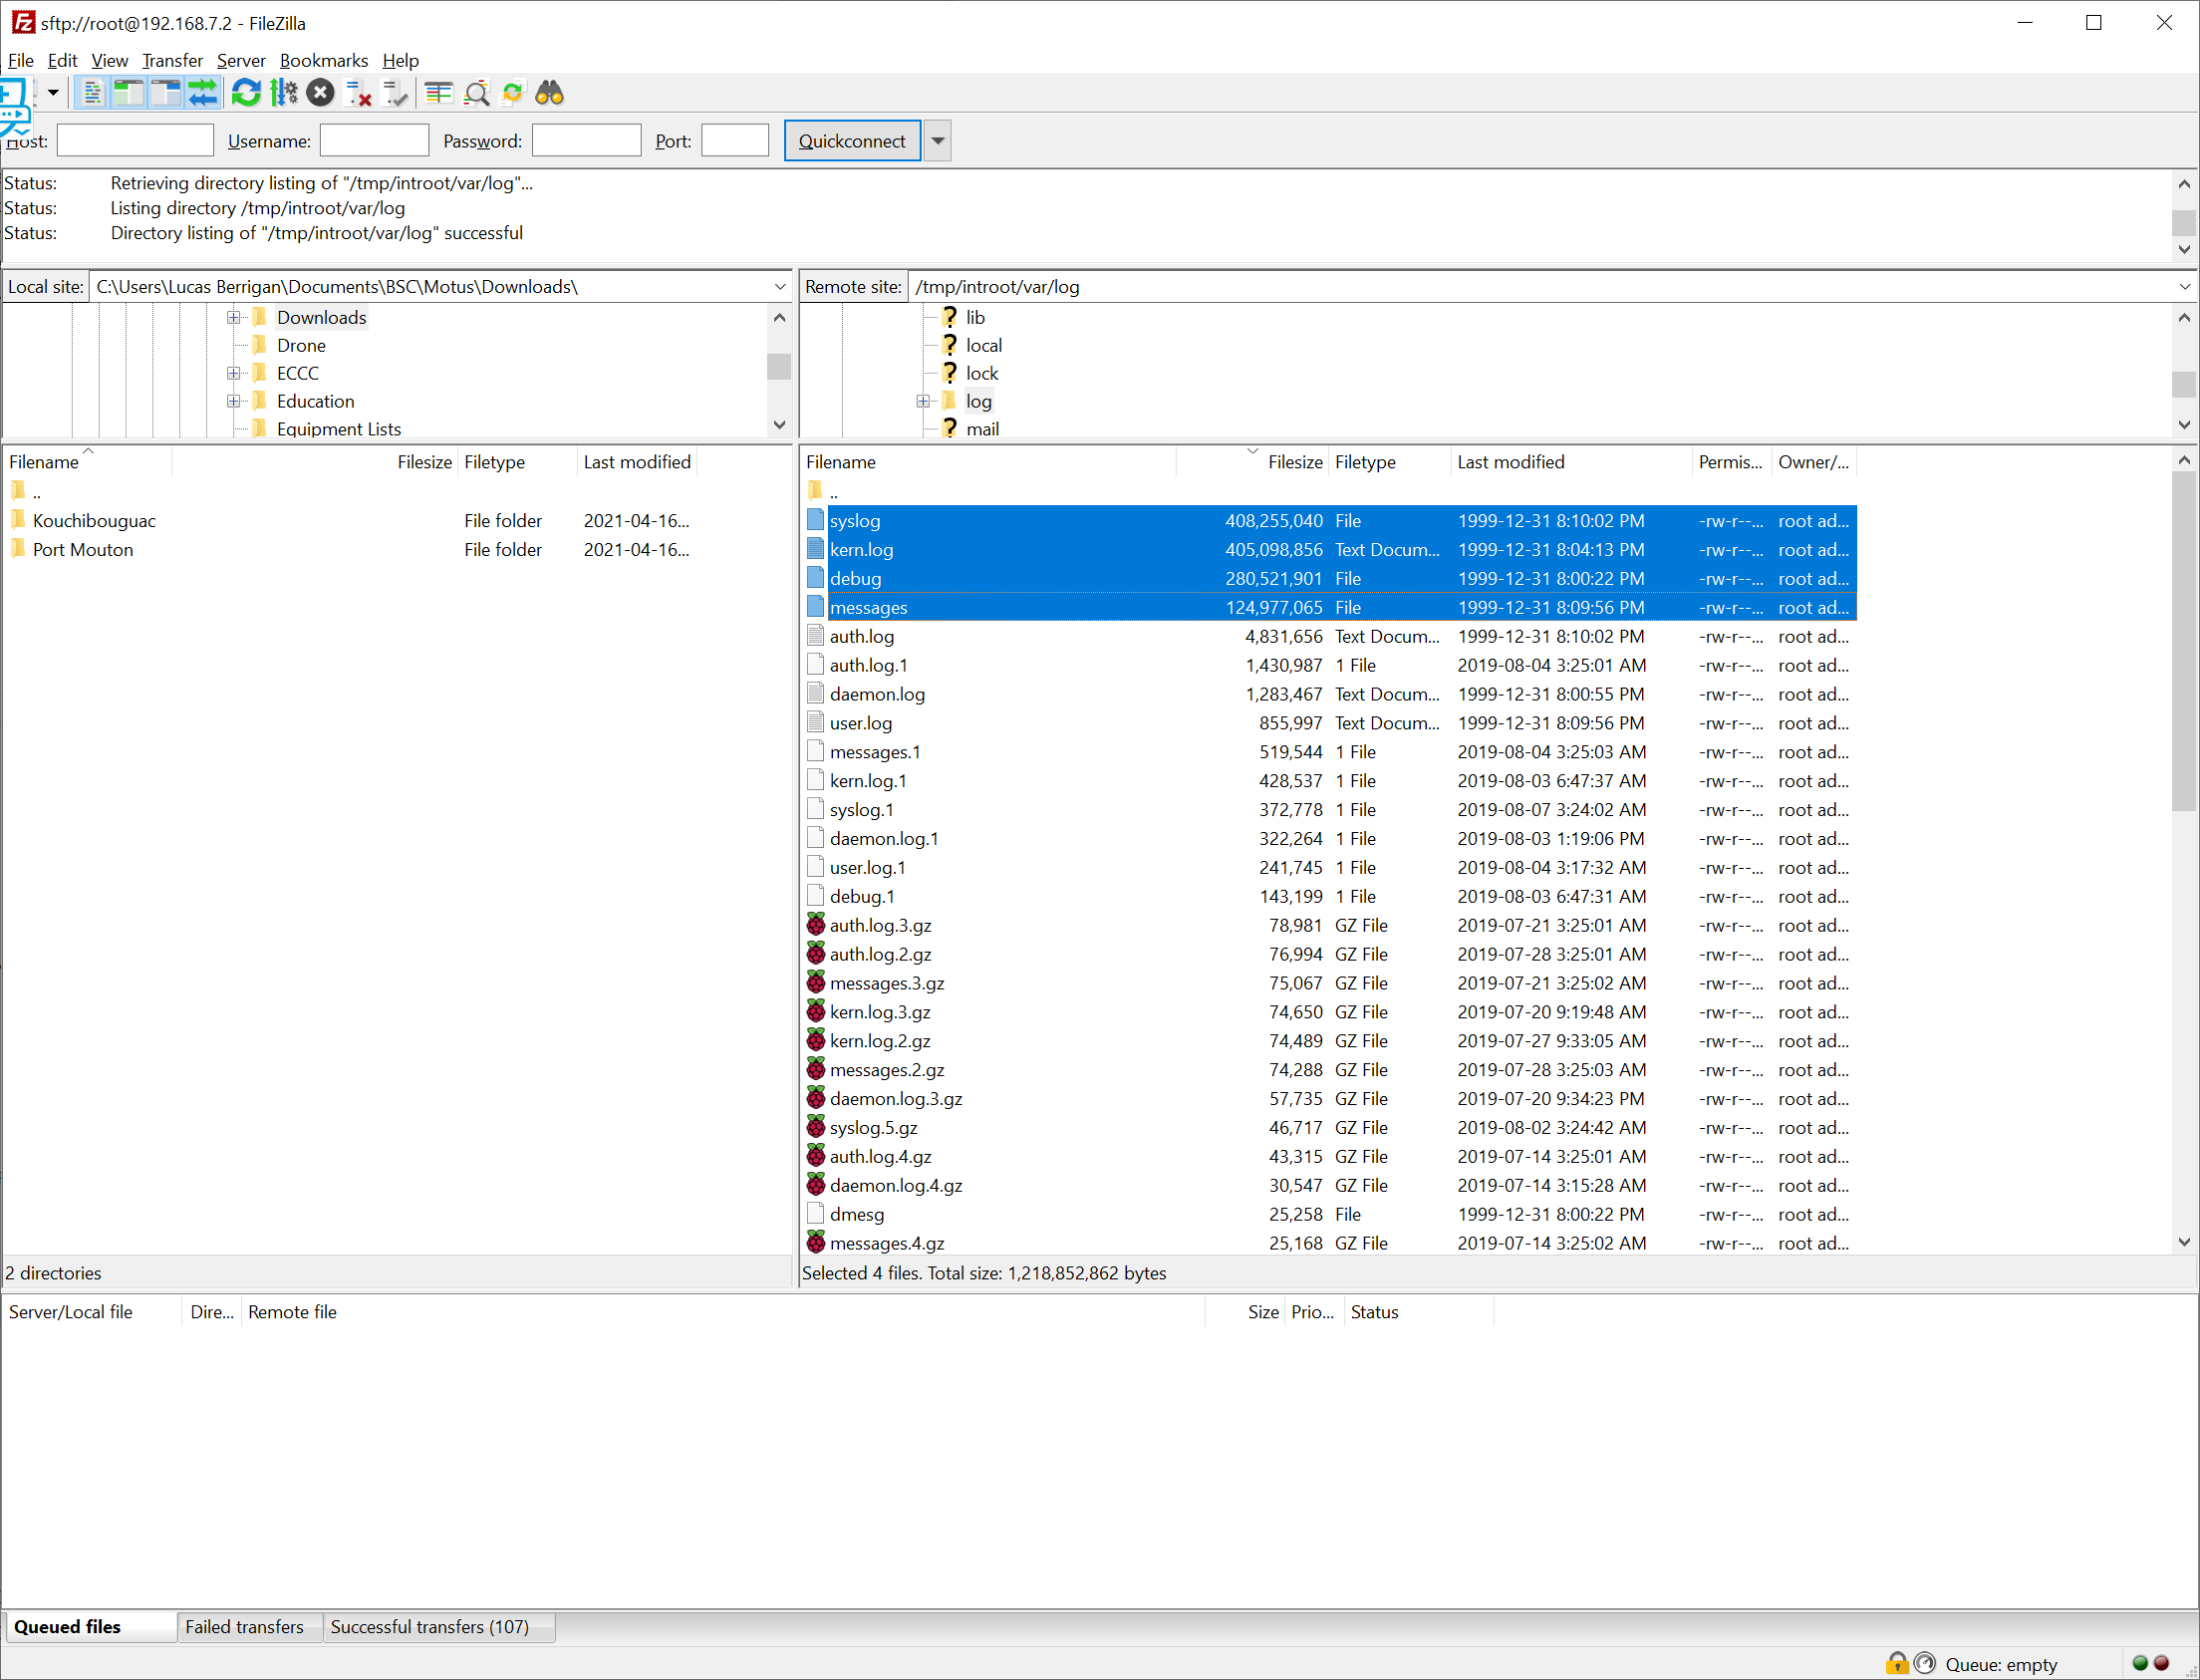 sftp://root@192.168.7.2 - FileZilla
File Edit View Transfer Server Bookmarks Help
Host: Username: Password: Port: Quickconnect
Status: Retrieving directory listing of "/tmp/introot/var/log"...
Status: Listing directory /tmp/introot/var/log
Status: Directory listing of "/tmp/introot/var/log" successful
Local site: C:\Users\Lucas Berrigan\Documents\BSC\Motus\Downloads\
Downloads
Drone
ECCC
Education
Equipment Lists
Filename Filesize Filetype Last modified
..
Kouchibouguac File folder 2021-04-16...
Port Mouton File folder 2021-04-16...
2 directories
Remote site: /tmp/introot/var/log
lib
local
lock
log
mail
Filename Filesize Filetype Last modified Permis... Owner/...
..
syslog 408,255,040 File 1999-12-31 8:10:02 PM -rw-r--... root ad...
kern.log 405,098,856 Text Docum... 1999-12-31 8:04:13 PM -rw-r--... root ad...
debug 280,521,901 File 1999-12-31 8:00:22 PM -rw-r--... root ad...
messages 124,977,065 File 1999-12-31 8:09:56 PM -rw-r--... root ad...
auth.log 4,831,656 Text Docum... 1999-12-31 8:10:02 PM -rw-r--... root ad...
auth.log.1 1,430,987 1 File 2019-08-04 3:25:01 AM -rw-r--... root ad...
daemon.log 1,283,467 Text Docum... 1999-12-31 8:00:55 PM -rw-r--... root ad...
user.log 855,997 Text Docum... 1999-12-31 8:09:56 PM -rw-r--... root ad...
messages.1 519,544 1 File 2019-08-04 3:25:03 AM -rw-r--... root ad...
kern.log.1 428,537 1 File 2019-08-03 6:47:37 AM -rw-r--... root ad...
syslog.1 372,778 1 File 2019-08-07 3:24:02 AM -rw-r--... root ad...
daemon.log.1 322,264 1 File 2019-08-03 1:19:06 PM -rw-r--... root ad...
user.log.1 241,745 1 File 2019-08-04 3:17:32 AM -rw-r--... root ad...
debug.1 143,199 1 File 2019-08-03 6:47:31 AM -rw-r--... root ad...
auth.log.3.gz 78,981 GZ File 2019-07-21 3:25:01 AM -rw-r--... root ad...
auth.log.2.gz 76,994 GZ File 2019-07-28 3:25:01 AM -rw-r--... root ad...
messages.3.gz 75,067 GZ File 2019-07-21 3:25:02 AM -rw-r--... root ad...
kern.log.3.gz 74,650 GZ File 2019-07-20 9:19:48 AM -rw-r--... root ad...
kern.log.2.gz 74,489 GZ File 2019-07-27 9:33:05 AM -rw-r--... root ad...
messages.2.gz 74,288 GZ File 2019-07-28 3:25:03 AM -rw-r--... root ad...
daemon.log.3.gz 57,735 GZ File 2019-07-20 9:34:23 PM -rw-r--... root ad...
syslog.5.gz 46,717 GZ File 2019-08-02 3:24:42 AM -rw-r--... root ad...
auth.log.4.gz 43,315 GZ File 2019-07-14 3:25:01 AM -rw-r--... root ad...
daemon.log.4.gz 30,547 GZ File 2019-07-14 3:15:28 AM -rw-r--... root ad...
dmesg 25,258 File 1999-12-31 8:00:22 PM -rw-r--... root ad...
messages.4.gz 25,168 GZ File 2019-07-14 3:25:02 AM -rw-r--... root ad...
Selected 4 files. Total size: 1,218,852,862 bytes
Server/Local file Dire... Remote file Size Prio... Status
Queued files Failed transfers Successful transfers (107)
Queue: empty